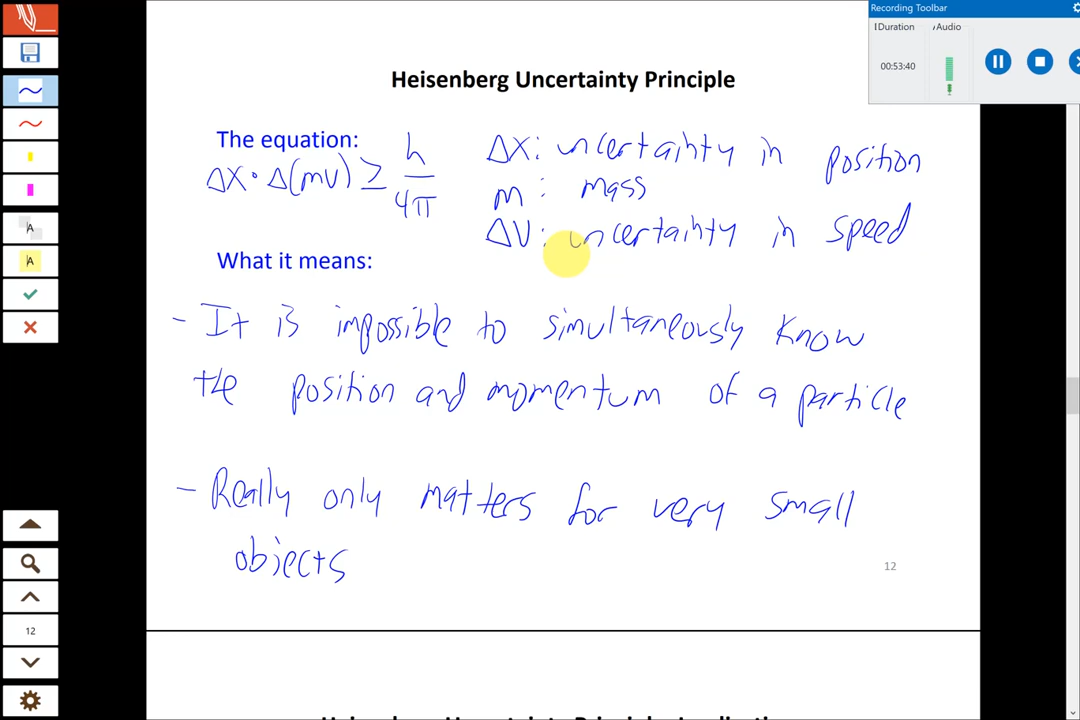 Recording Toolbar
Duration
Audio
00:53:40
Heisenberg Uncertainty Principle
The equation:
ΔX · Δ(mv) ≥ h/4π
ΔX: uncertainty in position
m : mass
ΔV: uncertainty in speed
What it means:
- It is impossible to simultaneously know
the position and momentum of a particle
- Really only matters for very small
objects
12
A
A
12